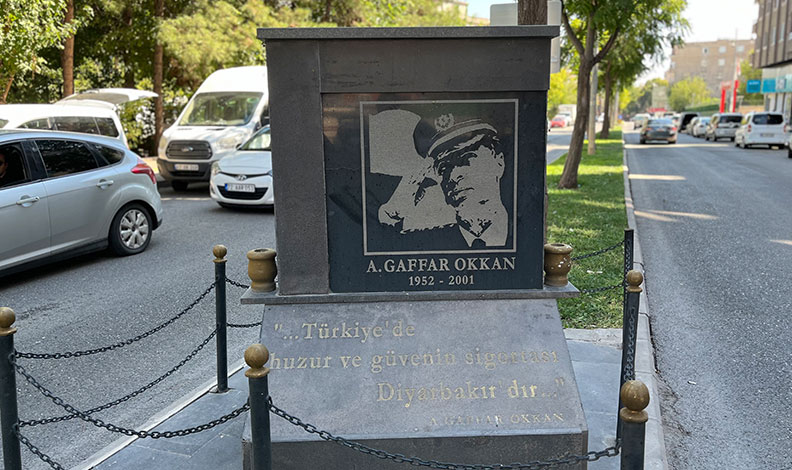 A. GAFFAR OKKAN
1952 - 2001
"...Türkiye'de
huzur ve güvenin sigortası
Diyarbakır dır..."
A. GAFFAR OKKAN